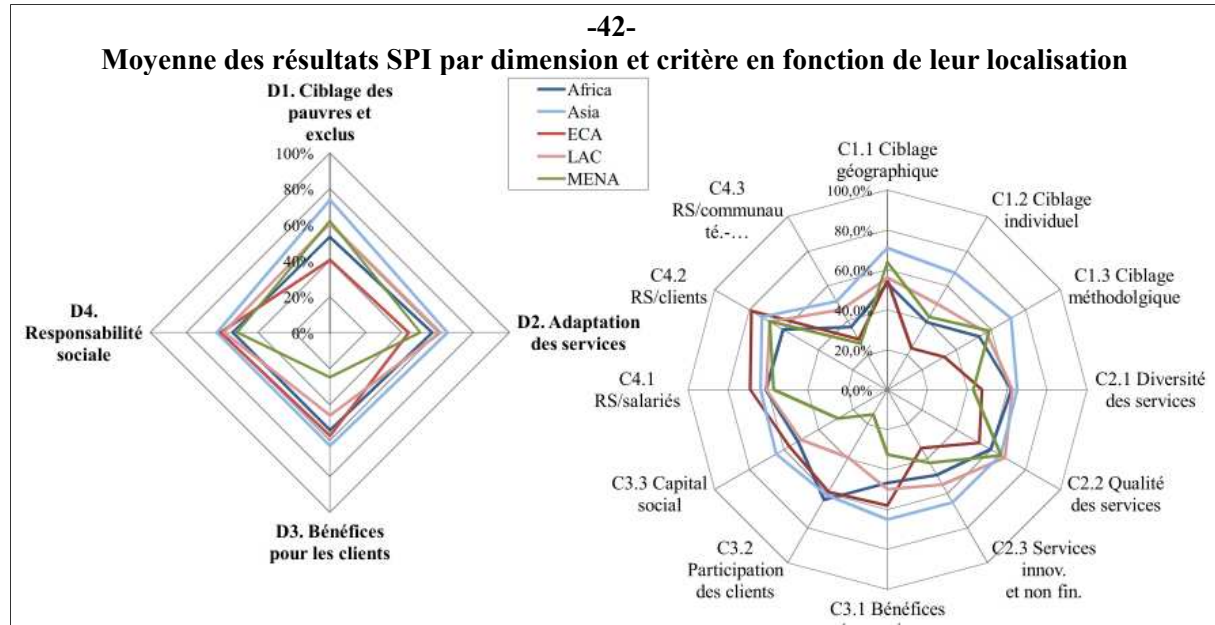 -42-
Moyenne des résultats SPI par dimension et critère en fonction de leur localisation
D1. Ciblage des
pauvres et
exclus
100%
80%
60%
40%
20%
0%
D2. Adaptation
des services
D3. Bénéfices
pour les clients
D4.
Responsabilité
sociale
Africa
Asia
ECA
LAC
MENA
C1.1 Ciblage
géographique
100,0%
80,0%
60,0%
40,0%
20,0%
0,0%
C1.2 Ciblage
individuel
C1.3 Ciblage
méthodolgique
C2.1 Diversité
des services
C2.2 Qualité
des services
C2.3 Services
innov.
et non fin.
C3.1 Bénéfices
C3.2
Participation
des clients
C3.3 Capital
social
C4.1
RS/salariés
C4.2
RS/clients
C4.3
RS/communau
té.-…